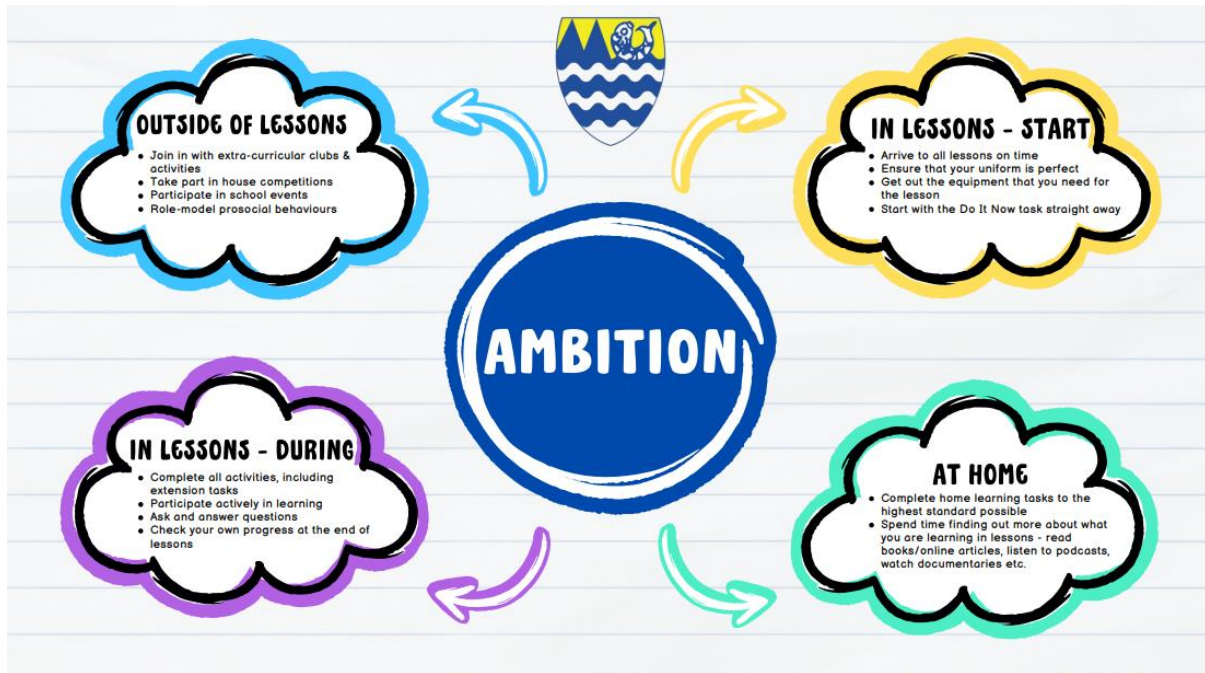 OUTSIDE OF LESSONS
• Join in with extra-curricular clubs &
activities
• Take part in house competitions
• Participate in school events
• Role-model prosocial behaviours
IN LESSONS - START
• Arrive to all lessons on time
• Ensure that your uniform is perfect
• Get out the equipment that you need for
the lesson
• Start with the Do It Now task straight away
AMBITION
IN LESSONS - DURING
• Complete all activities, including
extension tasks
• Participate actively in learning
• Ask and answer questions
• Check your own progress at the end of
lessons
AT HOME
• Complete home learning tasks to the
highest standard possible
• Spend time finding out more about what
you are learning in lessons - read
books/online articles, listen to podcasts,
watch documentaries etc.